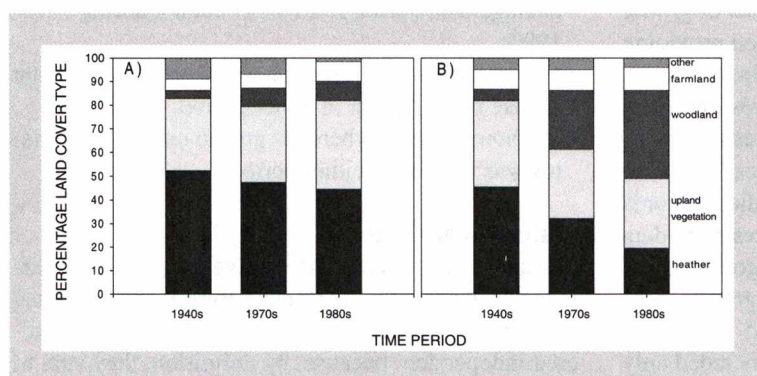 PERCENTAGE LAND COVER TYPE
100
90
80
70
60
50
40
30
20
10
0
A)
B)
other
farmland
woodland
upland
vegetation
heather
1940s 1970s 1980s 1940s 1970s 1980s
TIME PERIOD